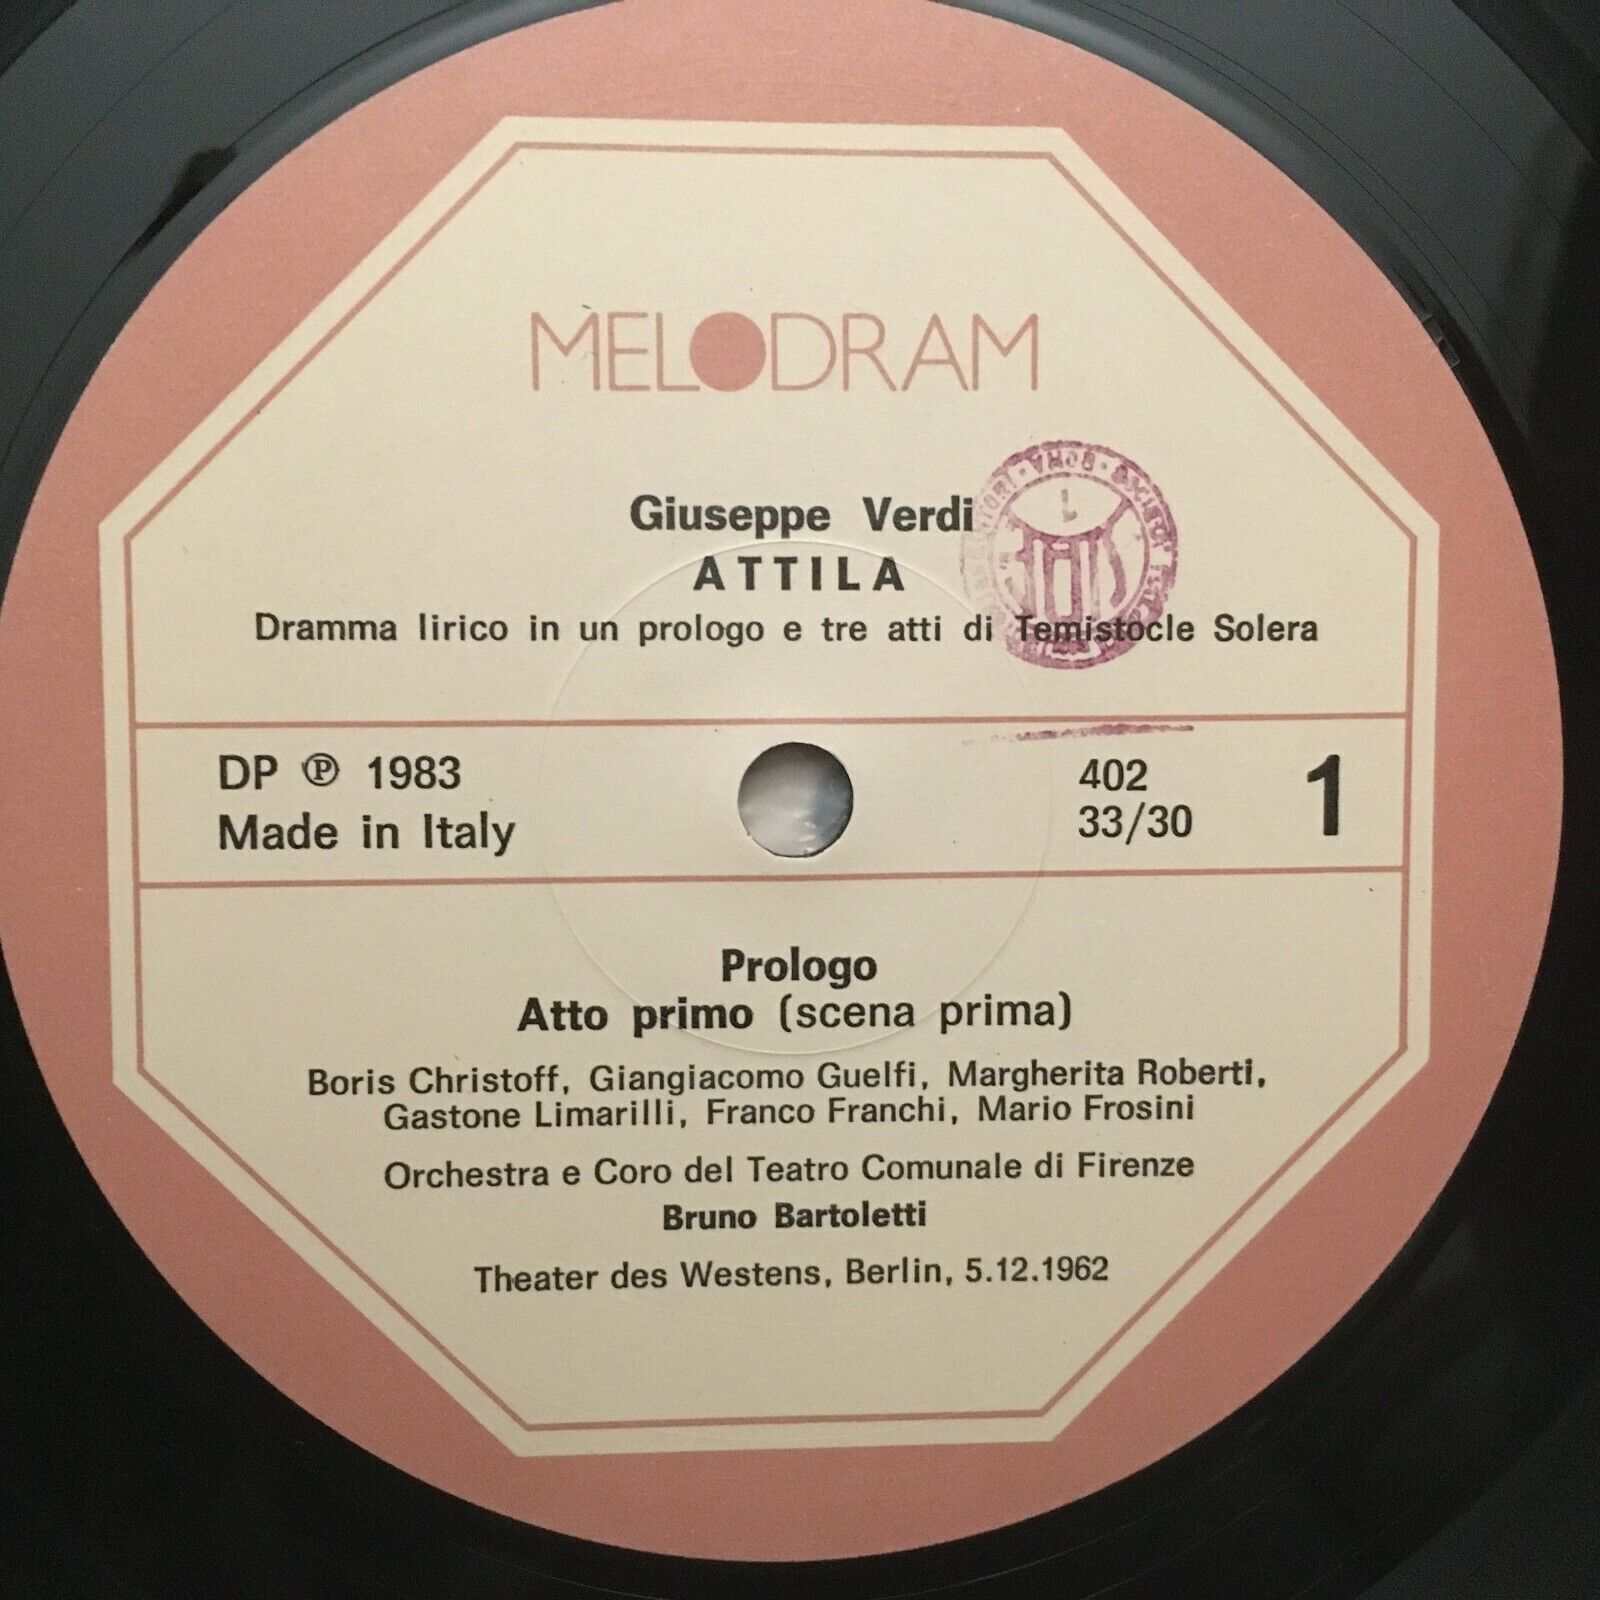 MELODRAM
Giuseppe Verdi
ATTILA
Dramma lirico in un prologo e tre atti di Temistocle Solera
DP ℗ 1983
Made in Italy
402
33/30
1
Prologo
Atto primo (scena prima)
Boris Christoff, Giangiacomo Guelfi, Margherita Roberti,
Gastone Limarilli, Franco Franchi, Mario Frosini
Orchestra e Coro del Teatro Comunale di Firenze
Bruno Bartoletti
Theater des Westens, Berlin, 5.12.1962
ROMA